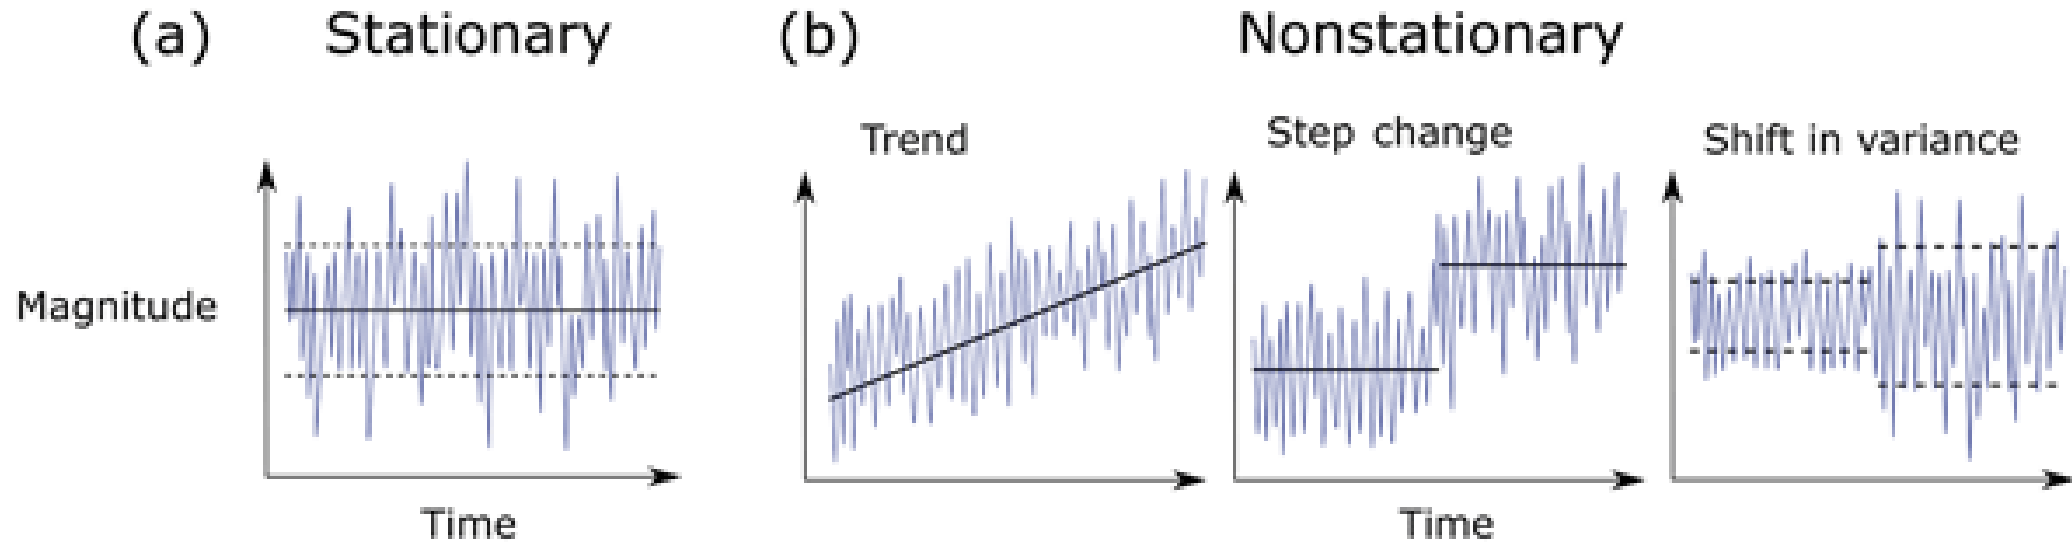 (a) Stationary
(b) Nonstationary
Trend
Step change
Shift in variance
Magnitude
Time
Time